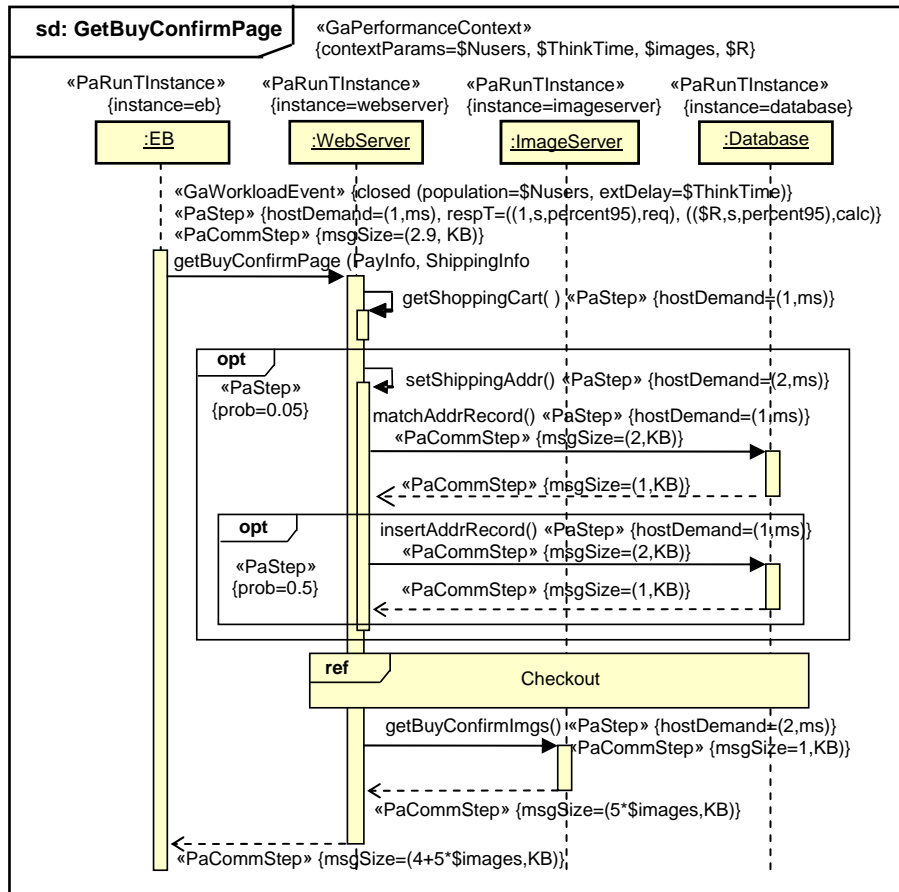 sd: GetBuyConfirmPage
«GaPerformanceContext»
{contextParams=$Nusers, $ThinkTime, $images, $R}
«PaRunTInstance» «PaRunTInstance» «PaRunTInstance» «PaRunTInstance»
{instance=eb} {instance=webserver} {instance=imageserver} {instance=database}
:EB :WebServer :ImageServer :Database
«GaWorkloadEvent» {closed (population=$Nusers, extDelay=$ThinkTime)}
«PaStep» {hostDemand=(1,ms), respT=((1,s,percent95),req), (($R,s,percent95),calc)}
«PaCommStep» {msgSize=(2.9, KB)}
getBuyConfirmPage (PayInfo, ShippingInfo
getShoppingCart( ) «PaStep» {hostDemand=(1,ms)}
opt
«PaStep»
{prob=0.05}
setShippingAddr() «PaStep» {hostDemand=(2,ms)}
matchAddrRecord() «PaStep» {hostDemand=(1,ms)}
«PaCommStep» {msgSize=(2,KB)}
«PaCommStep» {msgSize=(1,KB)}
opt
«PaStep»
{prob=0.5}
insertAddrRecord() «PaStep» {hostDemand=(1,ms)}
«PaCommStep» {msgSize=(2,KB)}
«PaCommStep» {msgSize=(1,KB)}
ref
Checkout
getBuyConfirmImgs() «PaStep» {hostDemand=(2,ms)}
«PaCommStep» {msgSize=1,KB)}
«PaCommStep» {msgSize=(5*$images,KB)}
«PaCommStep» {msgSize=(4+5*$images,KB)}